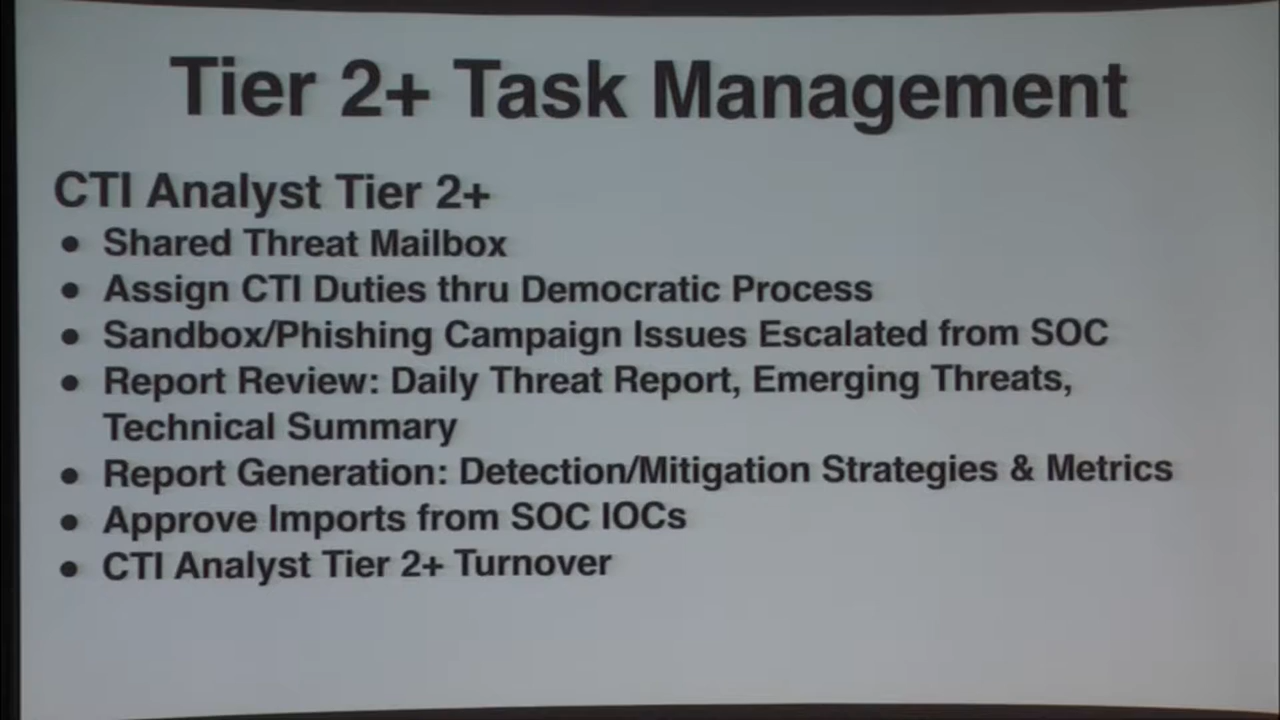 Tier 2+ Task Management
CTI Analyst Tier 2+
● Shared Threat Mailbox
● Assign CTI Duties thru Democratic Process
● Sandbox/Phishing Campaign Issues Escalated from SOC
● Report Review: Daily Threat Report, Emerging Threats,
Technical Summary
● Report Generation: Detection/Mitigation Strategies & Metrics
● Approve Imports from SOC IOCs
● CTI Analyst Tier 2+ Turnover